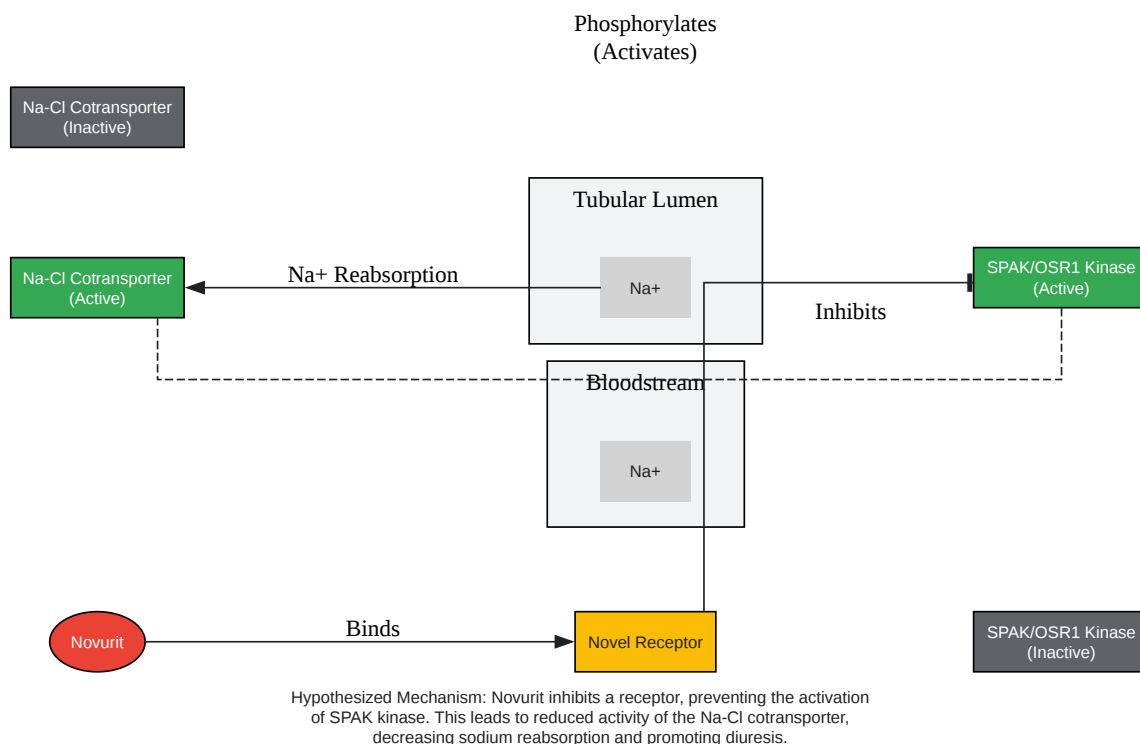 Phosphorylates
(Activates)
Na-Cl Cotransporter
(Inactive)
Tubular Lumen
Na-Cl Cotransporter
(Active)
Na+ Reabsorption
Na+
Inhibits
SPAK/OSR1 Kinase
(Active)
Bloodstream
Na+
Novurit
Binds
Novel Receptor
SPAK/OSR1 Kinase
(Inactive)
Hypothesized Mechanism: Novurit inhibits a receptor, preventing the activation
of SPAK kinase. This leads to reduced activity of the Na-Cl cotransporter,
decreasing sodium reabsorption and promoting diuresis.